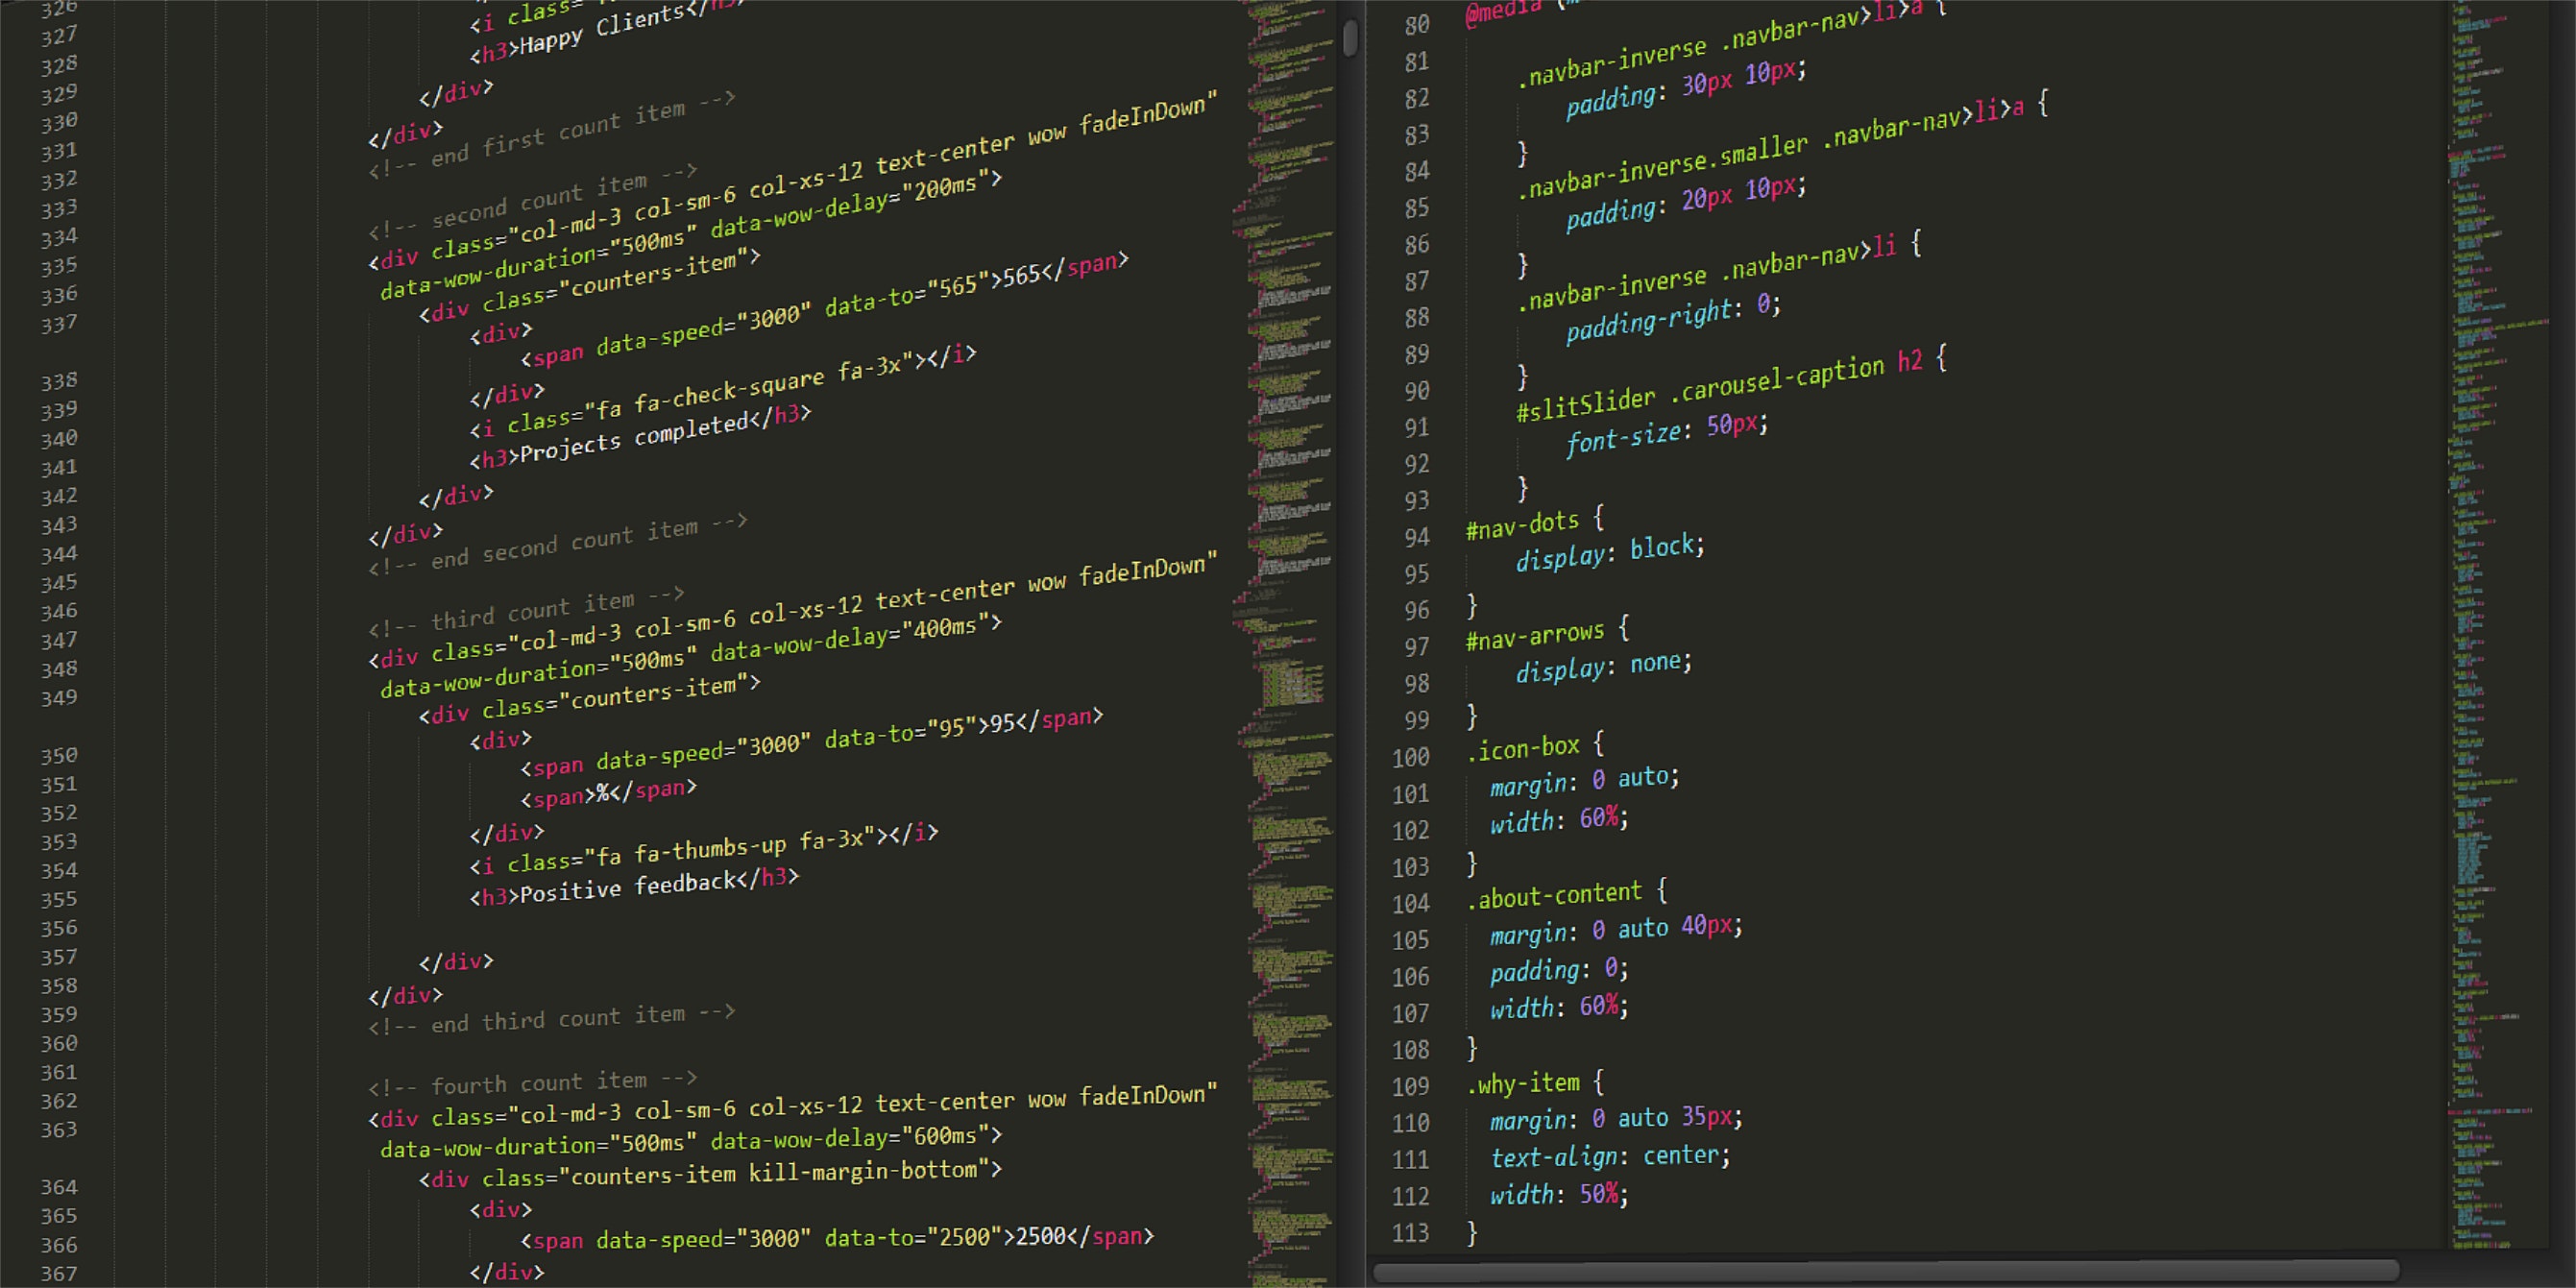 326
327
328
329
330
331
332
333
334
335
336
337
338
339
340
341
342
343
344
345
346
347
348
349
350
351
352
353
354
355
356
357
358
359
360
361
362
363
364
365
366
367
<i class=
<h3>Happy Clients</h3>
</div>
</div>
<!-- end first count item -->
<!-- second count item -->
<div class="col-md-3 col-sm-6 col-xs-12 text-center wow fadeInDown"
data-wow-duration="500ms" data-wow-delay="200ms">
<div class="counters-item">
<div>
<span data-speed="3000" data-to="565">565</span>
</div>
<i class="fa fa-check-square fa-3x"></i>
<h3>Projects completed</h3>
</div>
</div>
<!-- end second count item -->
<!-- third count item -->
<div class="col-md-3 col-sm-6 col-xs-12 text-center wow fadeInDown"
data-wow-duration="500ms" data-wow-delay="400ms">
<div class="counters-item">
<div>
<span data-speed="3000" data-to="95">95</span>
<span>%</span>
</div>
<i class="fa fa-thumbs-up fa-3x"></i>
<h3>Positive feedback</h3>
</div>
</div>
<!-- end third count item -->
<!-- fourth count item -->
<div class="col-md-3 col-sm-6 col-xs-12 text-center wow fadeInDown"
data-wow-duration="500ms" data-wow-delay="600ms">
<div class="counters-item kill-margin-bottom">
<div>
<span data-speed="3000" data-to="2500">2500</span>
</div>
80
81
82
83
84
85
86
87
88
89
90
91
92
93
94
95
96
97
98
99
100
101
102
103
104
105
106
107
108
109
110
111
112
113
@media (
.navbar-inverse .navbar-nav>li>a {
padding: 30px 10px;
}
.navbar-inverse.smaller .navbar-nav>li>a {
padding: 20px 10px;
}
.navbar-inverse .navbar-nav>li {
padding-right: 0;
}
#slitSlider .carousel-caption h2 {
font-size: 50px;
}
#nav-dots {
display: block;
}
#nav-arrows {
display: none;
}
.icon-box {
margin: 0 auto;
width: 60%;
}
.about-content {
margin: 0 auto 40px;
padding: 0;
width: 60%;
}
.why-item {
margin: 0 auto 35px;
text-align: center;
width: 50%;
}